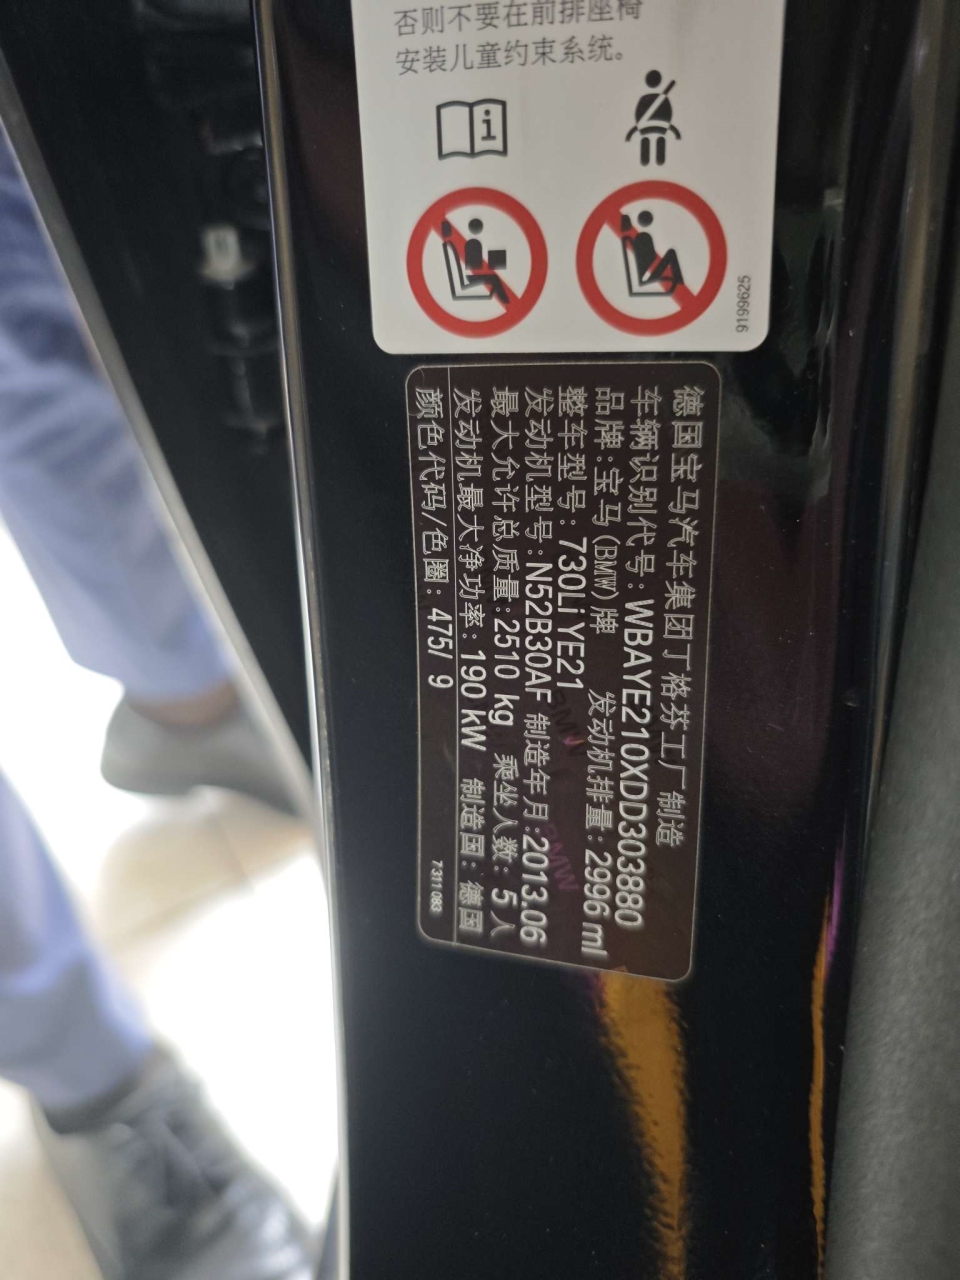 否则不要在前排座椅
安装儿童约束系统。
9199625
德国宝马汽车集团丁格芬工厂制造
车辆识别代号: WBAYE210XDD303880
品牌:宝马(BMW)牌 发动机排量: 2996 ml
整车型号: 730Li YE21
发动机型号: N52B30AF 制造年月:2013.06
最大允许总质量:2510 kg 乘坐人数: 5人
发动机最大净功率: 190 kW 制造国: 德国
颜色代码/色圈: 475/ 9
7311 083
BMW
BMW